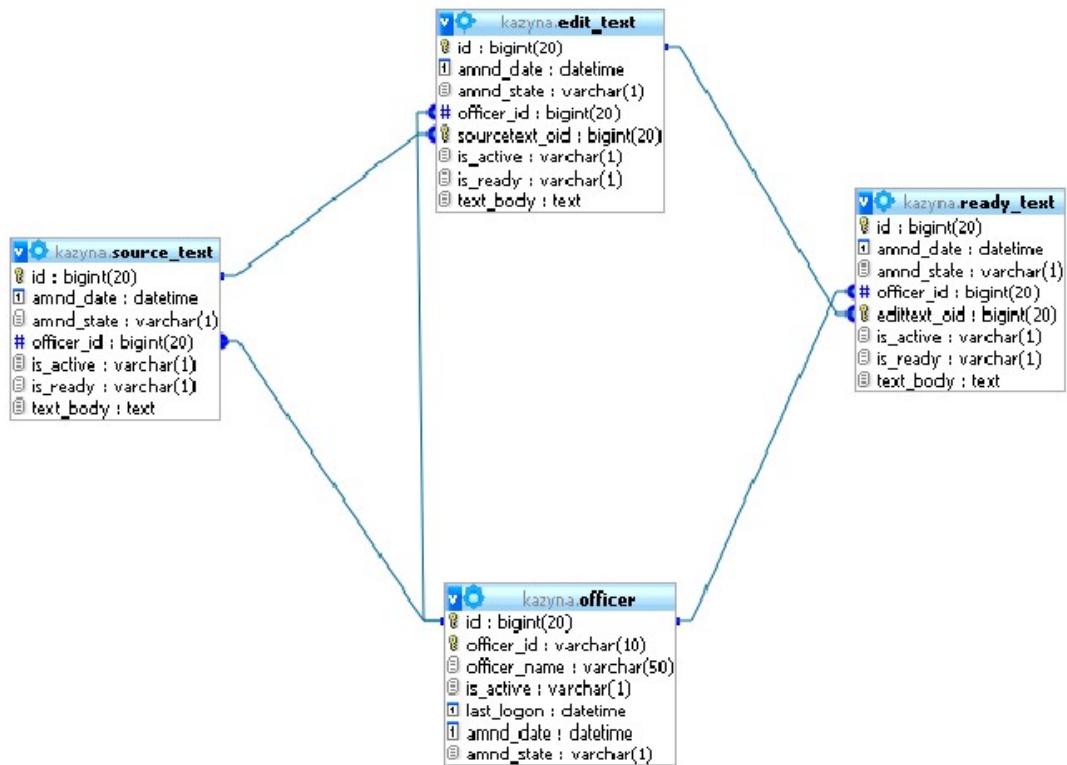 kazyna.edit_text
id : bigint(20)
amnd_date : datetime
amnd_state : varchar(1)
# officer_id : bigint(20)
sourcetext_oid : bigint(20)
is_active : varchar(1)
is_ready : varchar(1)
text_body : text
kazyna.source_text
id : bigint(20)
amnd_date : datetime
amnd_state : varchar(1)
# officer_id : bigint(20)
is_active : varchar(1)
is_ready : varchar(1)
text_body : text
kazyna.ready_text
id : bigint(20)
amnd_date : datetime
amnd_state : varchar(1)
# officer_id : bigint(20)
edittext_oid : bigint(20)
is_active : varchar(1)
is_ready : varchar(1)
text_body : text
kazyna.officer
id : bigint(20)
officer_id : varchar(10)
officer_name : varchar(50)
is_active : varchar(1)
last_logon : datetime
amnd_date : datetime
amnd_state : varchar(1)